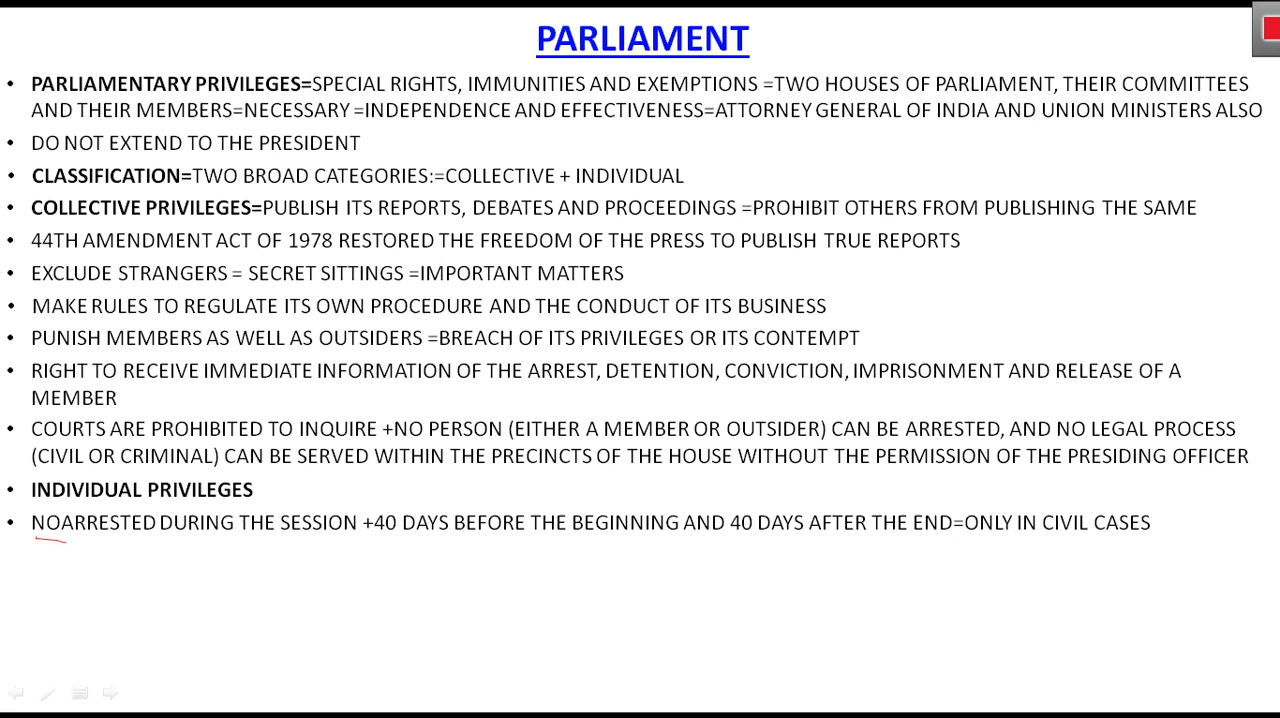 PARLIAMENT
• PARLIAMENTARY PRIVILEGES=SPECIAL RIGHTS, IMMUNITIES AND EXEMPTIONS =TWO HOUSES OF PARLIAMENT, THEIR COMMITTEES
AND THEIR MEMBERS=NECESSARY =INDEPENDENCE AND EFFECTIVENESS=ATTORNEY GENERAL OF INDIA AND UNION MINISTERS ALSO
• DO NOT EXTEND TO THE PRESIDENT
• CLASSIFICATION=TWO BROAD CATEGORIES:=COLLECTIVE + INDIVIDUAL
• COLLECTIVE PRIVILEGES=PUBLISH ITS REPORTS, DEBATES AND PROCEEDINGS =PROHIBIT OTHERS FROM PUBLISHING THE SAME
• 44TH AMENDMENT ACT OF 1978 RESTORED THE FREEDOM OF THE PRESS TO PUBLISH TRUE REPORTS
• EXCLUDE STRANGERS = SECRET SITTINGS =IMPORTANT MATTERS
• MAKE RULES TO REGULATE ITS OWN PROCEDURE AND THE CONDUCT OF ITS BUSINESS
• PUNISH MEMBERS AS WELL AS OUTSIDERS =BREACH OF ITS PRIVILEGES OR ITS CONTEMPT
• RIGHT TO RECEIVE IMMEDIATE INFORMATION OF THE ARREST, DETENTION, CONVICTION, IMPRISONMENT AND RELEASE OF A
MEMBER
• COURTS ARE PROHIBITED TO INQUIRE +NO PERSON (EITHER A MEMBER OR OUTSIDER) CAN BE ARRESTED, AND NO LEGAL PROCESS
(CIVIL OR CRIMINAL) CAN BE SERVED WITHIN THE PRECINCTS OF THE HOUSE WITHOUT THE PERMISSION OF THE PRESIDING OFFICER
• INDIVIDUAL PRIVILEGES
• NOARRESTED DURING THE SESSION +40 DAYS BEFORE THE BEGINNING AND 40 DAYS AFTER THE END=ONLY IN CIVIL CASES